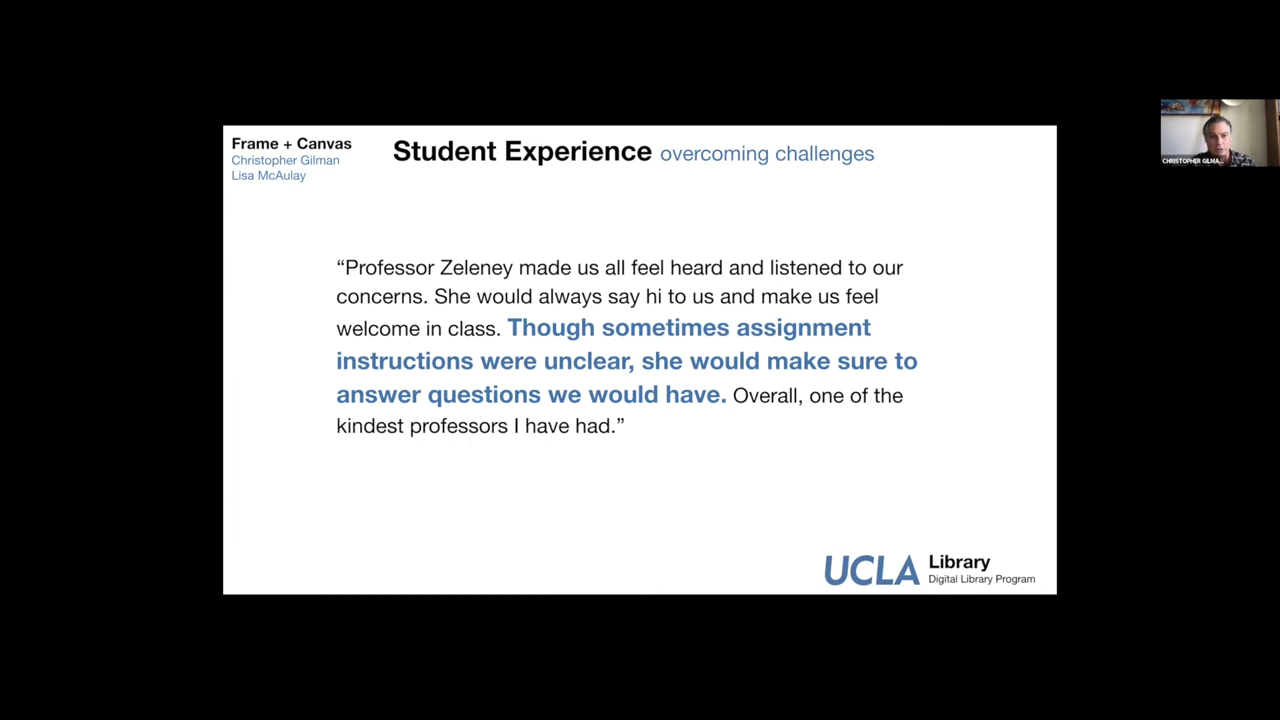 Frame + Canvas
Christopher Gilman
Lisa McAulay
Student Experience overcoming challenges
“Professor Zeleney made us all feel heard and listened to our
concerns. She would always say hi to us and make us feel
welcome in class. Though sometimes assignment
instructions were unclear, she would make sure to
answer questions we would have. Overall, one of the
kindest professors I have had.”
UCLA Library
Digital Library Program
CHRISTOPHER GILMA...